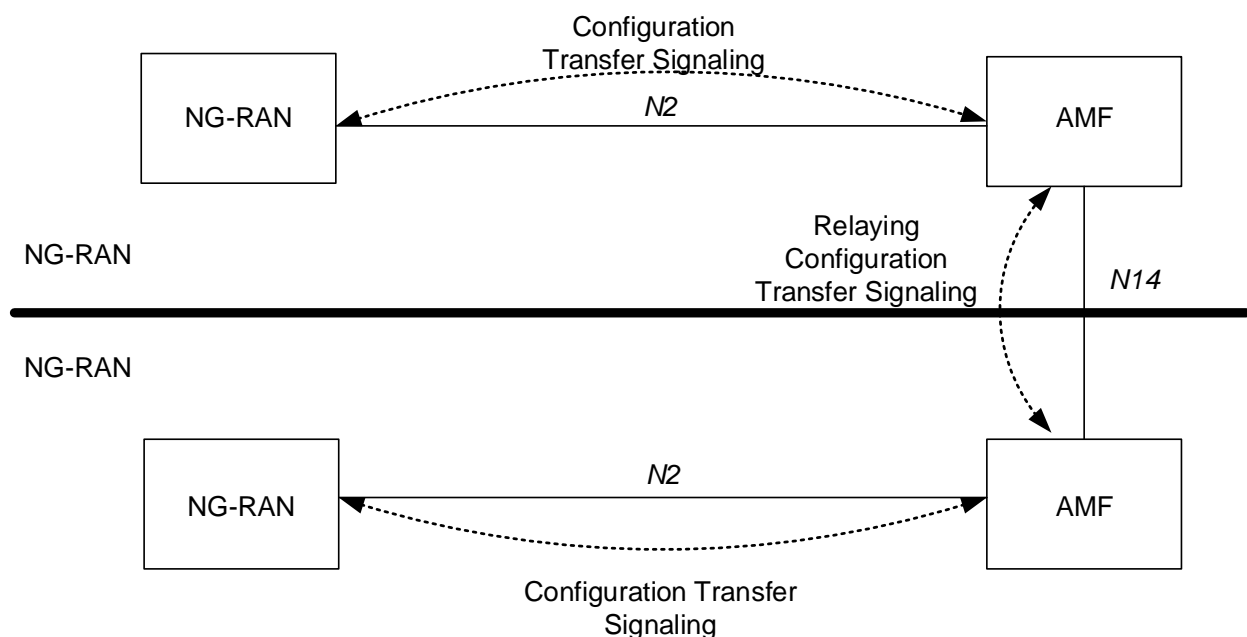 Configuration
Transfer Signaling
N2
NG-RAN
AMF
Relaying
Configuration
Transfer Signaling
NG-RAN
N14
NG-RAN
N2
NG-RAN
AMF
Configuration Transfer
Signaling